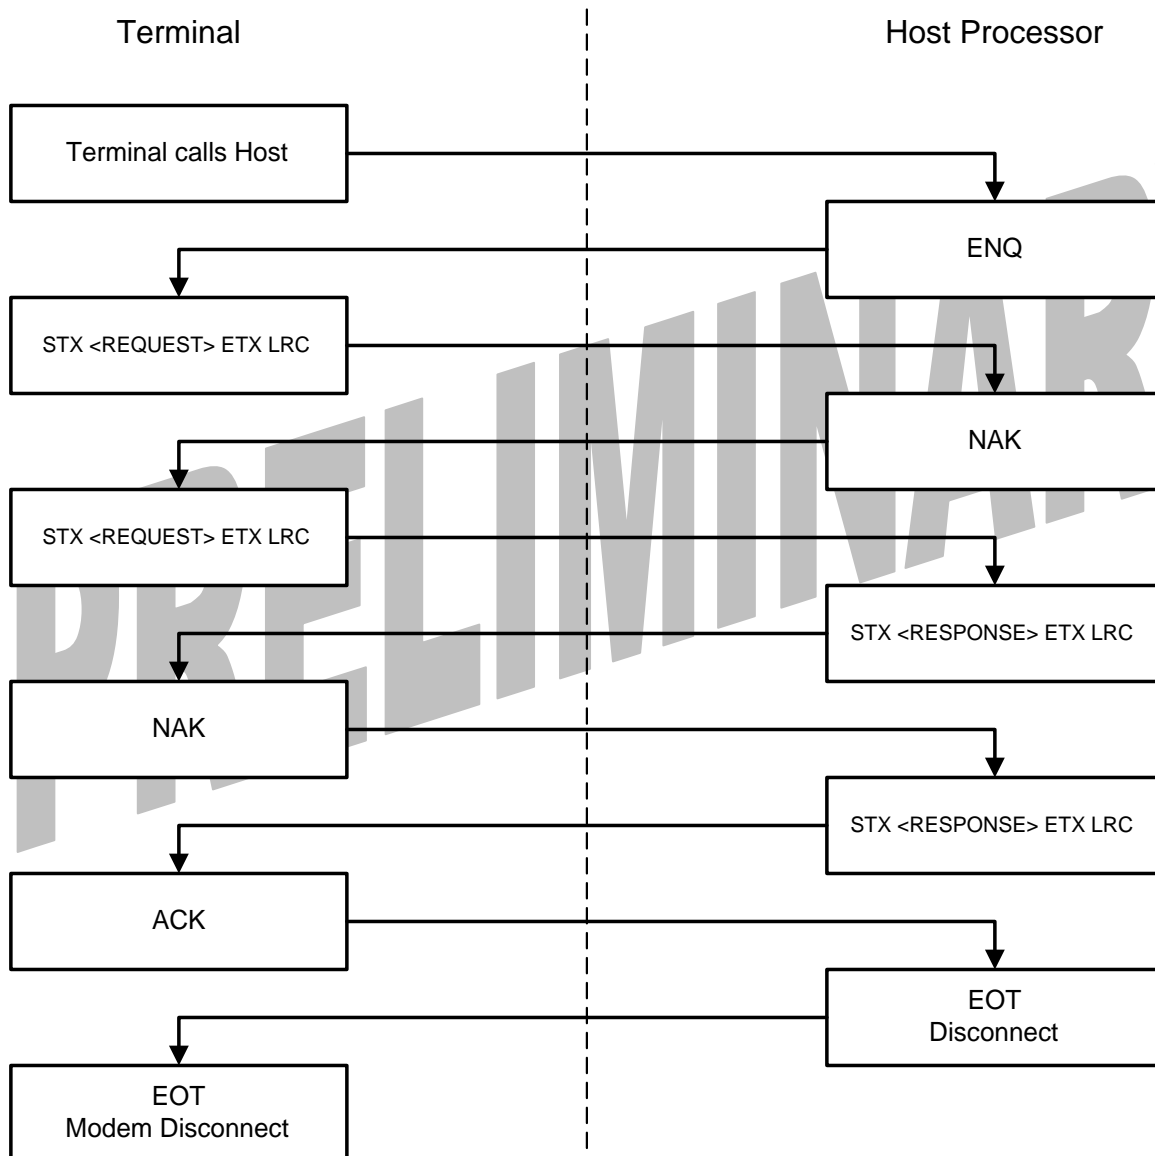 Terminal
Host Processor
Terminal calls Host
ENQ
STX <REQUEST> ETX LRC
NAK
STX <REQUEST> ETX LRC
STX <RESPONSE> ETX LRC
NAK
STX <RESPONSE> ETX LRC
ACK
EOT
Disconnect
EOT
Modem Disconnect
PRELIMINAR